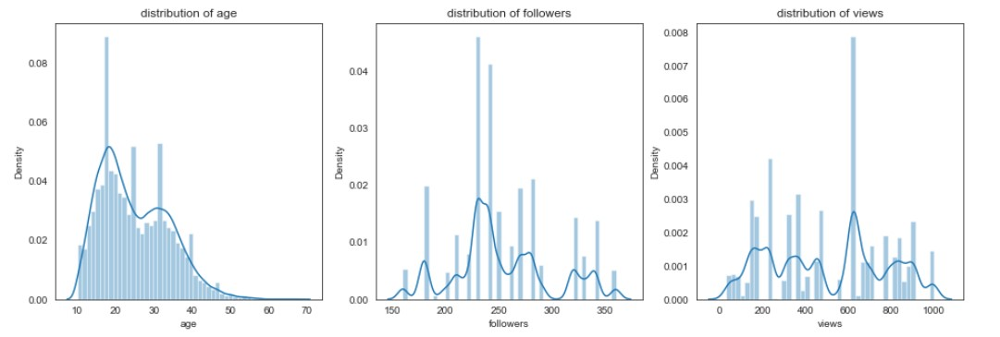 distribution of age
0.08
0.06
0.04
0.02
0.00
Density
10 20 30 40 50 60 70
age
distribution of followers
0.04
0.03
0.02
0.01
0.00
Density
150 200 250 300 350
followers
distribution of views
0.008
0.007
0.006
0.005
0.004
0.003
0.002
0.001
0.000
Density
0 200 400 600 800 1000
views